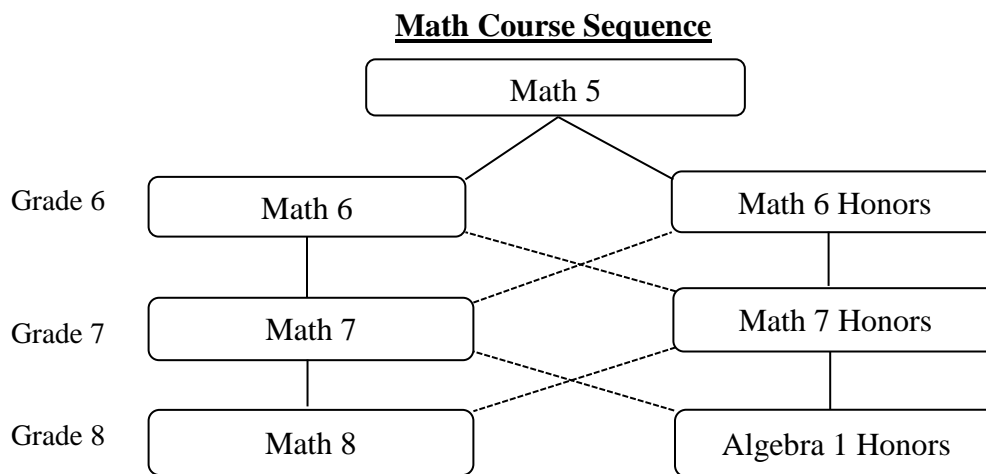 Math Course Sequence
Math 5
Grade 6
Math 6
Math 6 Honors
Grade 7
Math 7
Math 7 Honors
Grade 8
Math 8
Algebra 1 Honors